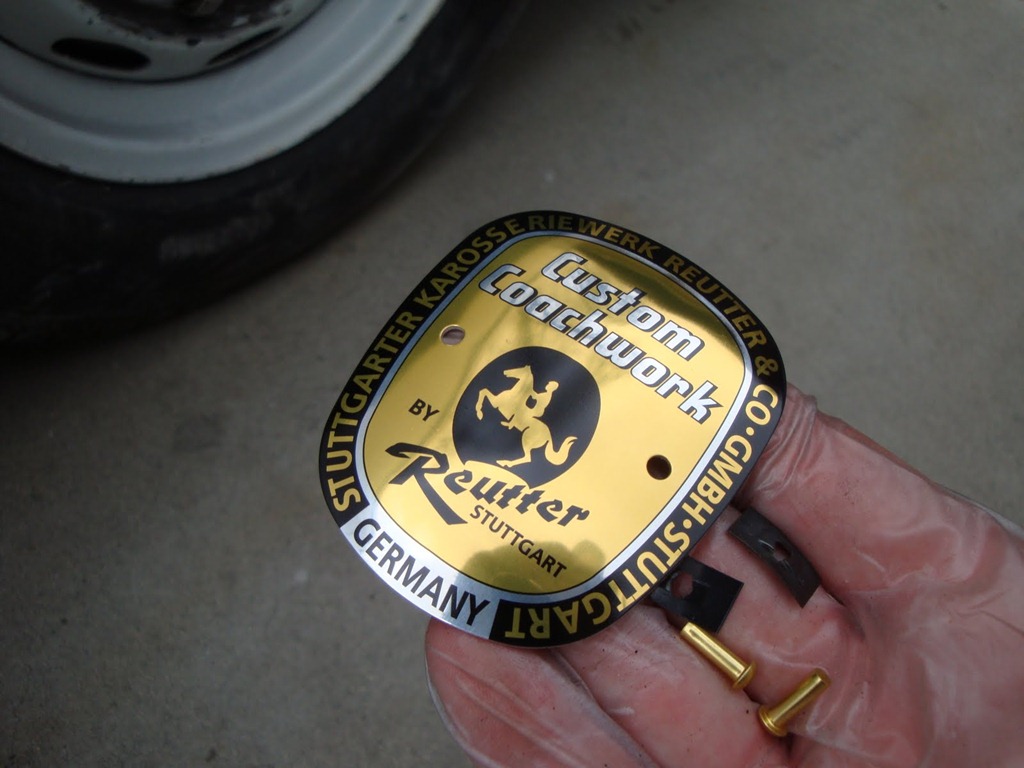 STUTTGARTER KAROSSERIEWERK REUTTER & CO·GMBH·STUTTGART
Custom
Coachwork
BY
Reutter
STUTTGART
GERMANY